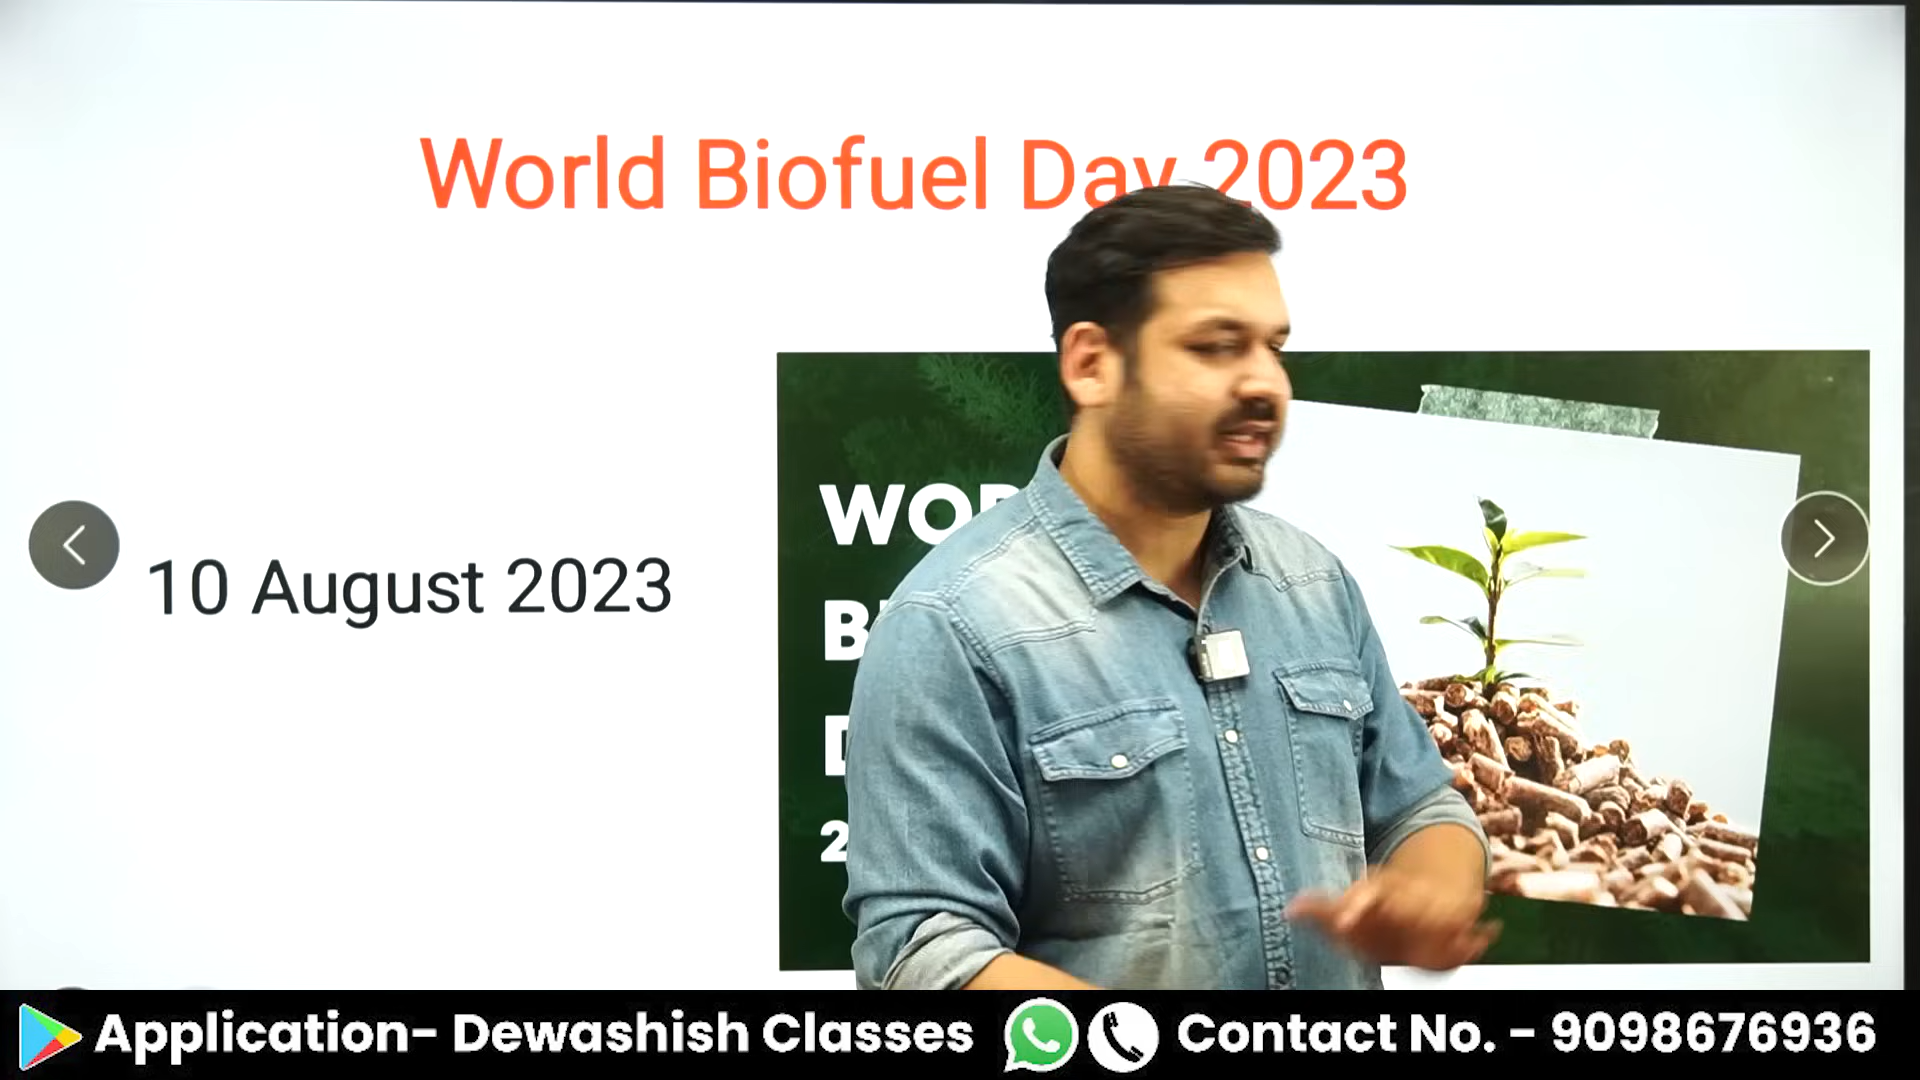 World Biofuel Day 2023
10 August 2023
Application- Dewashish Classes
Contact No. - 9098676936